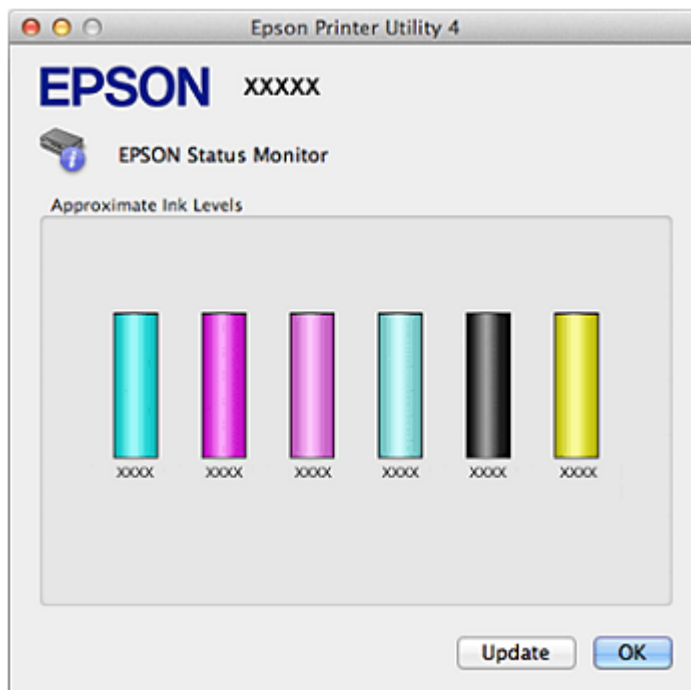 Epson Printer Utility 4
EPSON XXXXX
EPSON Status Monitor
Approximate Ink Levels
XXXX XXXX XXXX XXXX XXXX XXXX
Update OK